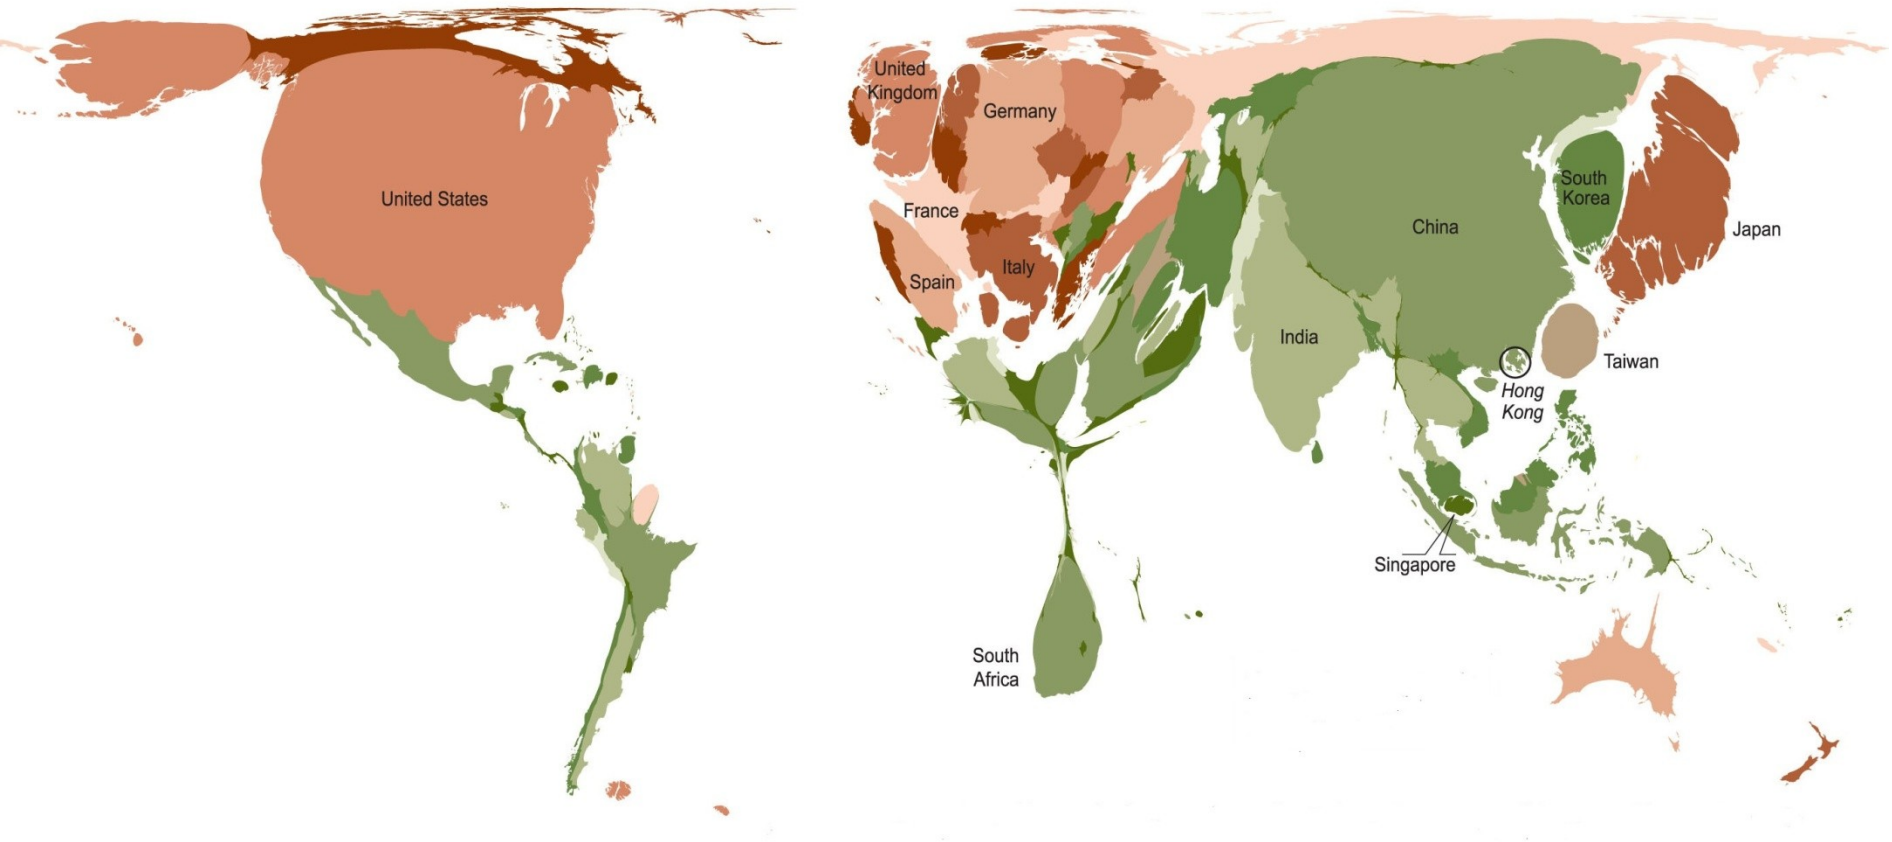 United
Kingdom
Germany
United States
France
Spain
Italy
South
Korea
China
Japan
India
Taiwan
Hong
Kong
Singapore
South
Africa